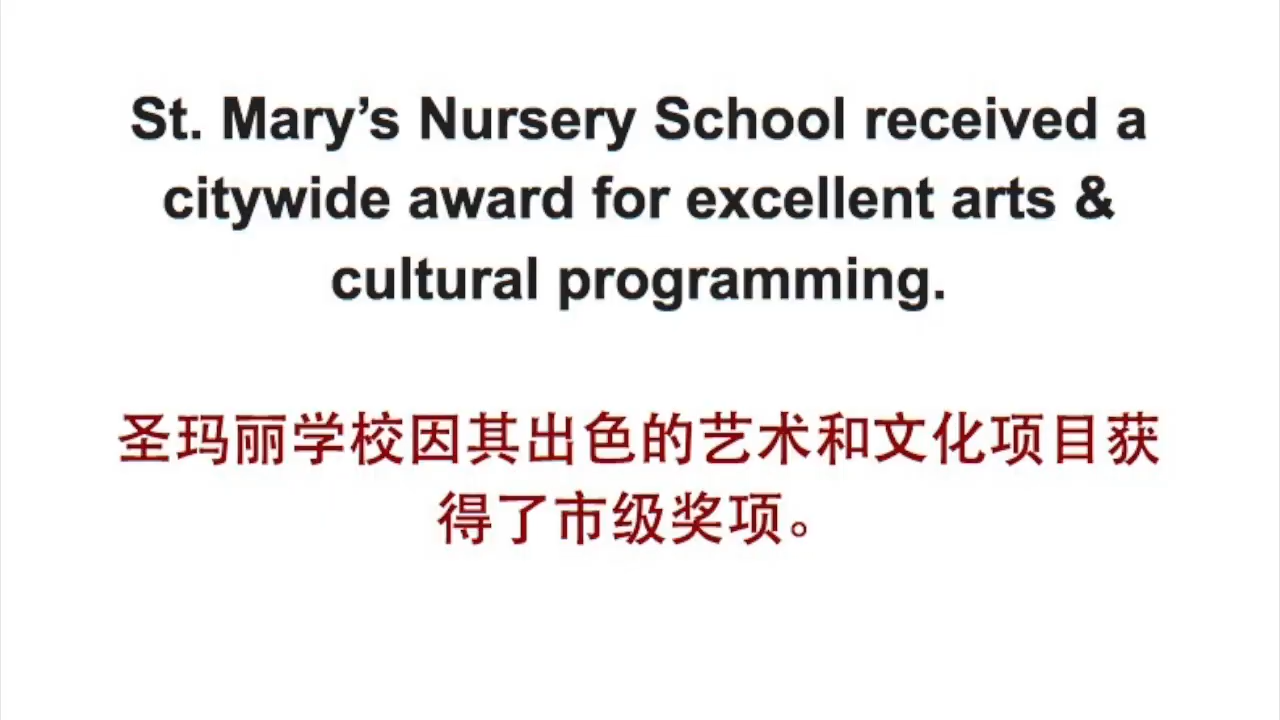 St. Mary’s Nursery School received a
citywide award for excellent arts &
cultural programming.
圣玛丽学校因其出色的艺术和文化项目获
得了市级奖项。